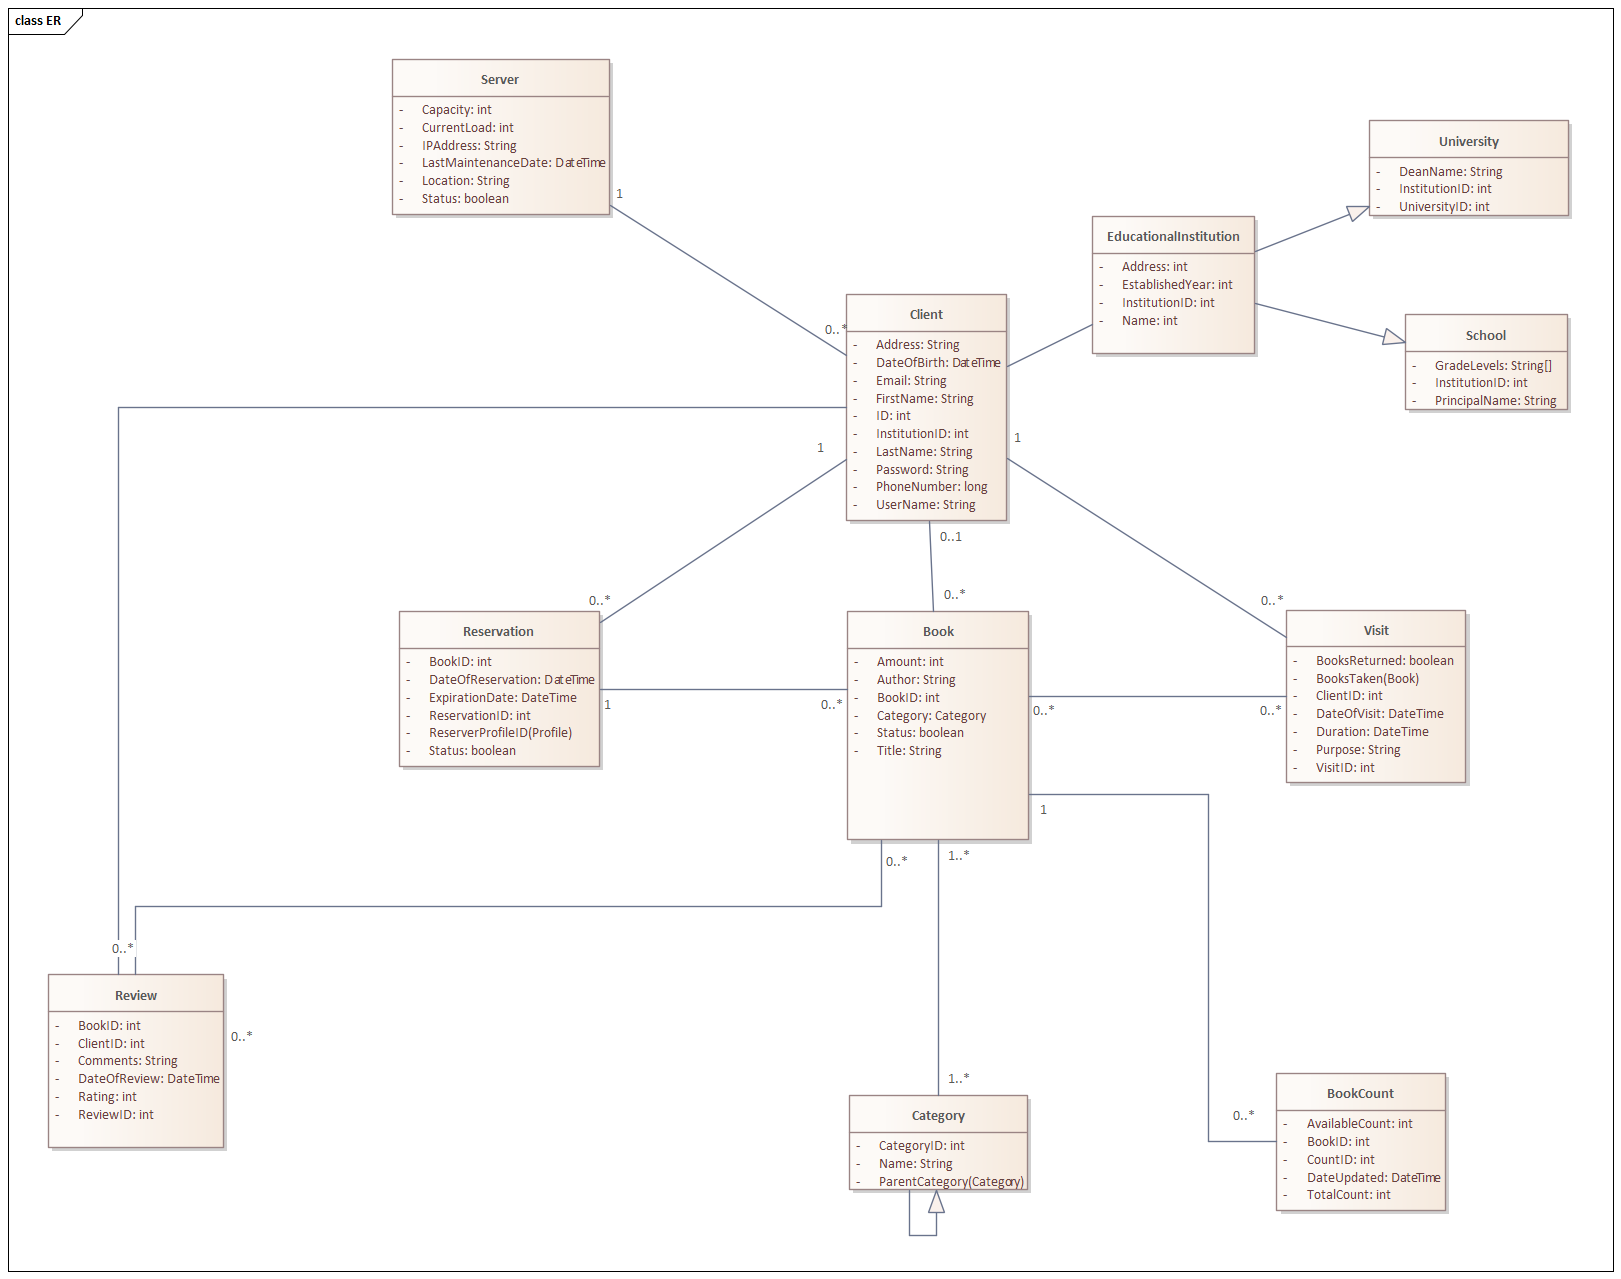 class ER
Server
- Capacity: int
- CurrentLoad: int
- IPAddress: String
- LastMaintenanceDate: DateTime
- Location: String
- Status: boolean
1
0..*
University
- DeanName: String
- InstitutionID: int
- UniversityID: int
EducationalInstitution
- Address: int
- EstablishedYear: int
- InstitutionID: int
- Name: int
School
- GradeLevels: String[]
- InstitutionID: int
- PrincipalName: String
Client
- Address: String
- DateOfBirth: DateTime
- Email: String
- FirstName: String
- ID: int
- InstitutionID: int
- LastName: String
- Password: String
- PhoneNumber: long
- UserName: String
1
1
0..1
0..*
0..*
0..*
Reservation
- BookID: int
- DateOfReservation: DateTime
- ExpirationDate: DateTime
- ReservationID: int
- ReserverProfileID(Profile)
- Status: boolean
1
0..*
Book
- Amount: int
- Author: String
- BookID: int
- Category: Category
- Status: boolean
- Title: String
0..*
0..*
Visit
- BooksReturned: boolean
- BooksTaken(Book)
- ClientID: int
- DateOfVisit: DateTime
- Duration: DateTime
- Purpose: String
- VisitID: int
1
0..*
1..*
0..*
Review
- BookID: int
- ClientID: int
- Comments: String
- DateOfReview: DateTime
- Rating: int
- ReviewID: int
0..*
1..*
Category
- CategoryID: int
- Name: String
- ParentCategory(Category)
0..*
BookCount
- AvailableCount: int
- BookID: int
- CountID: int
- DateUpdated: DateTime
- TotalCount: int